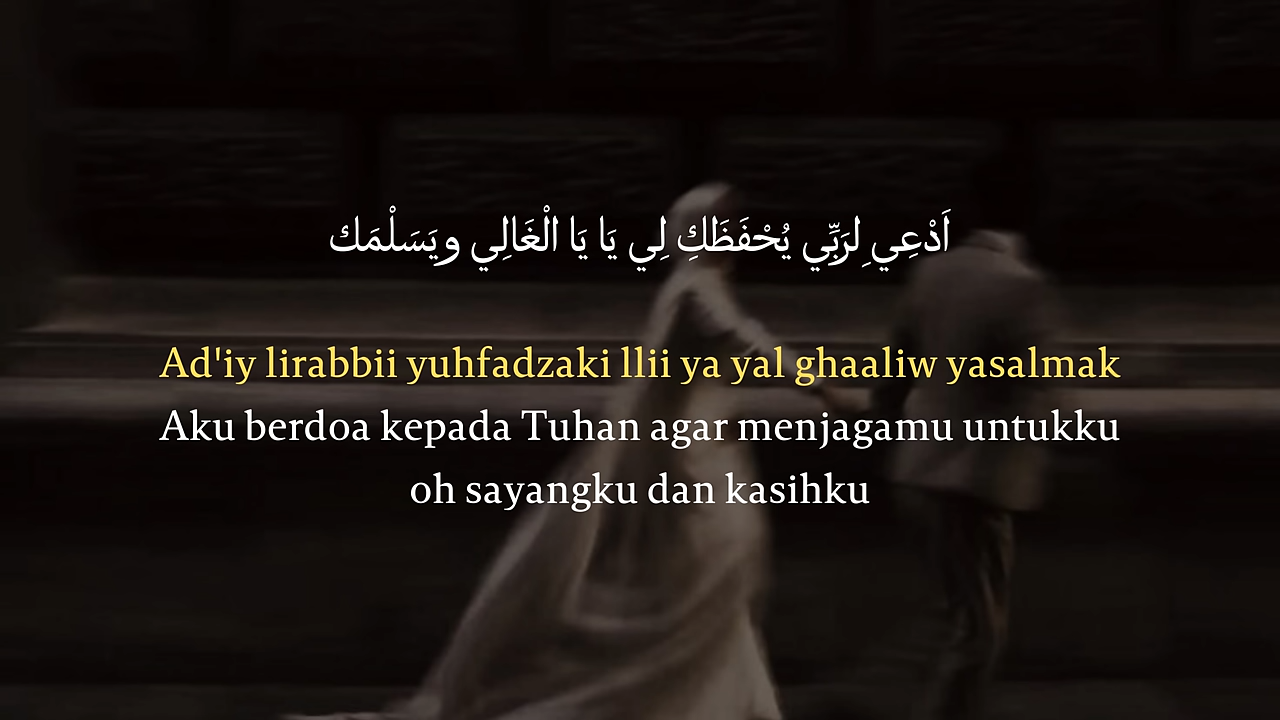 اَدْعِي ِلرَبِّي يُحْفَظَكِ لِي يَا يَا الْغَالِي ويَسَلْمَك
Ad'iy lirabbii yuhfadzaki llii ya yal ghaaliw yasalmak
Aku berdoa kepada Tuhan agar menjagamu untukku
oh sayangku dan kasihku